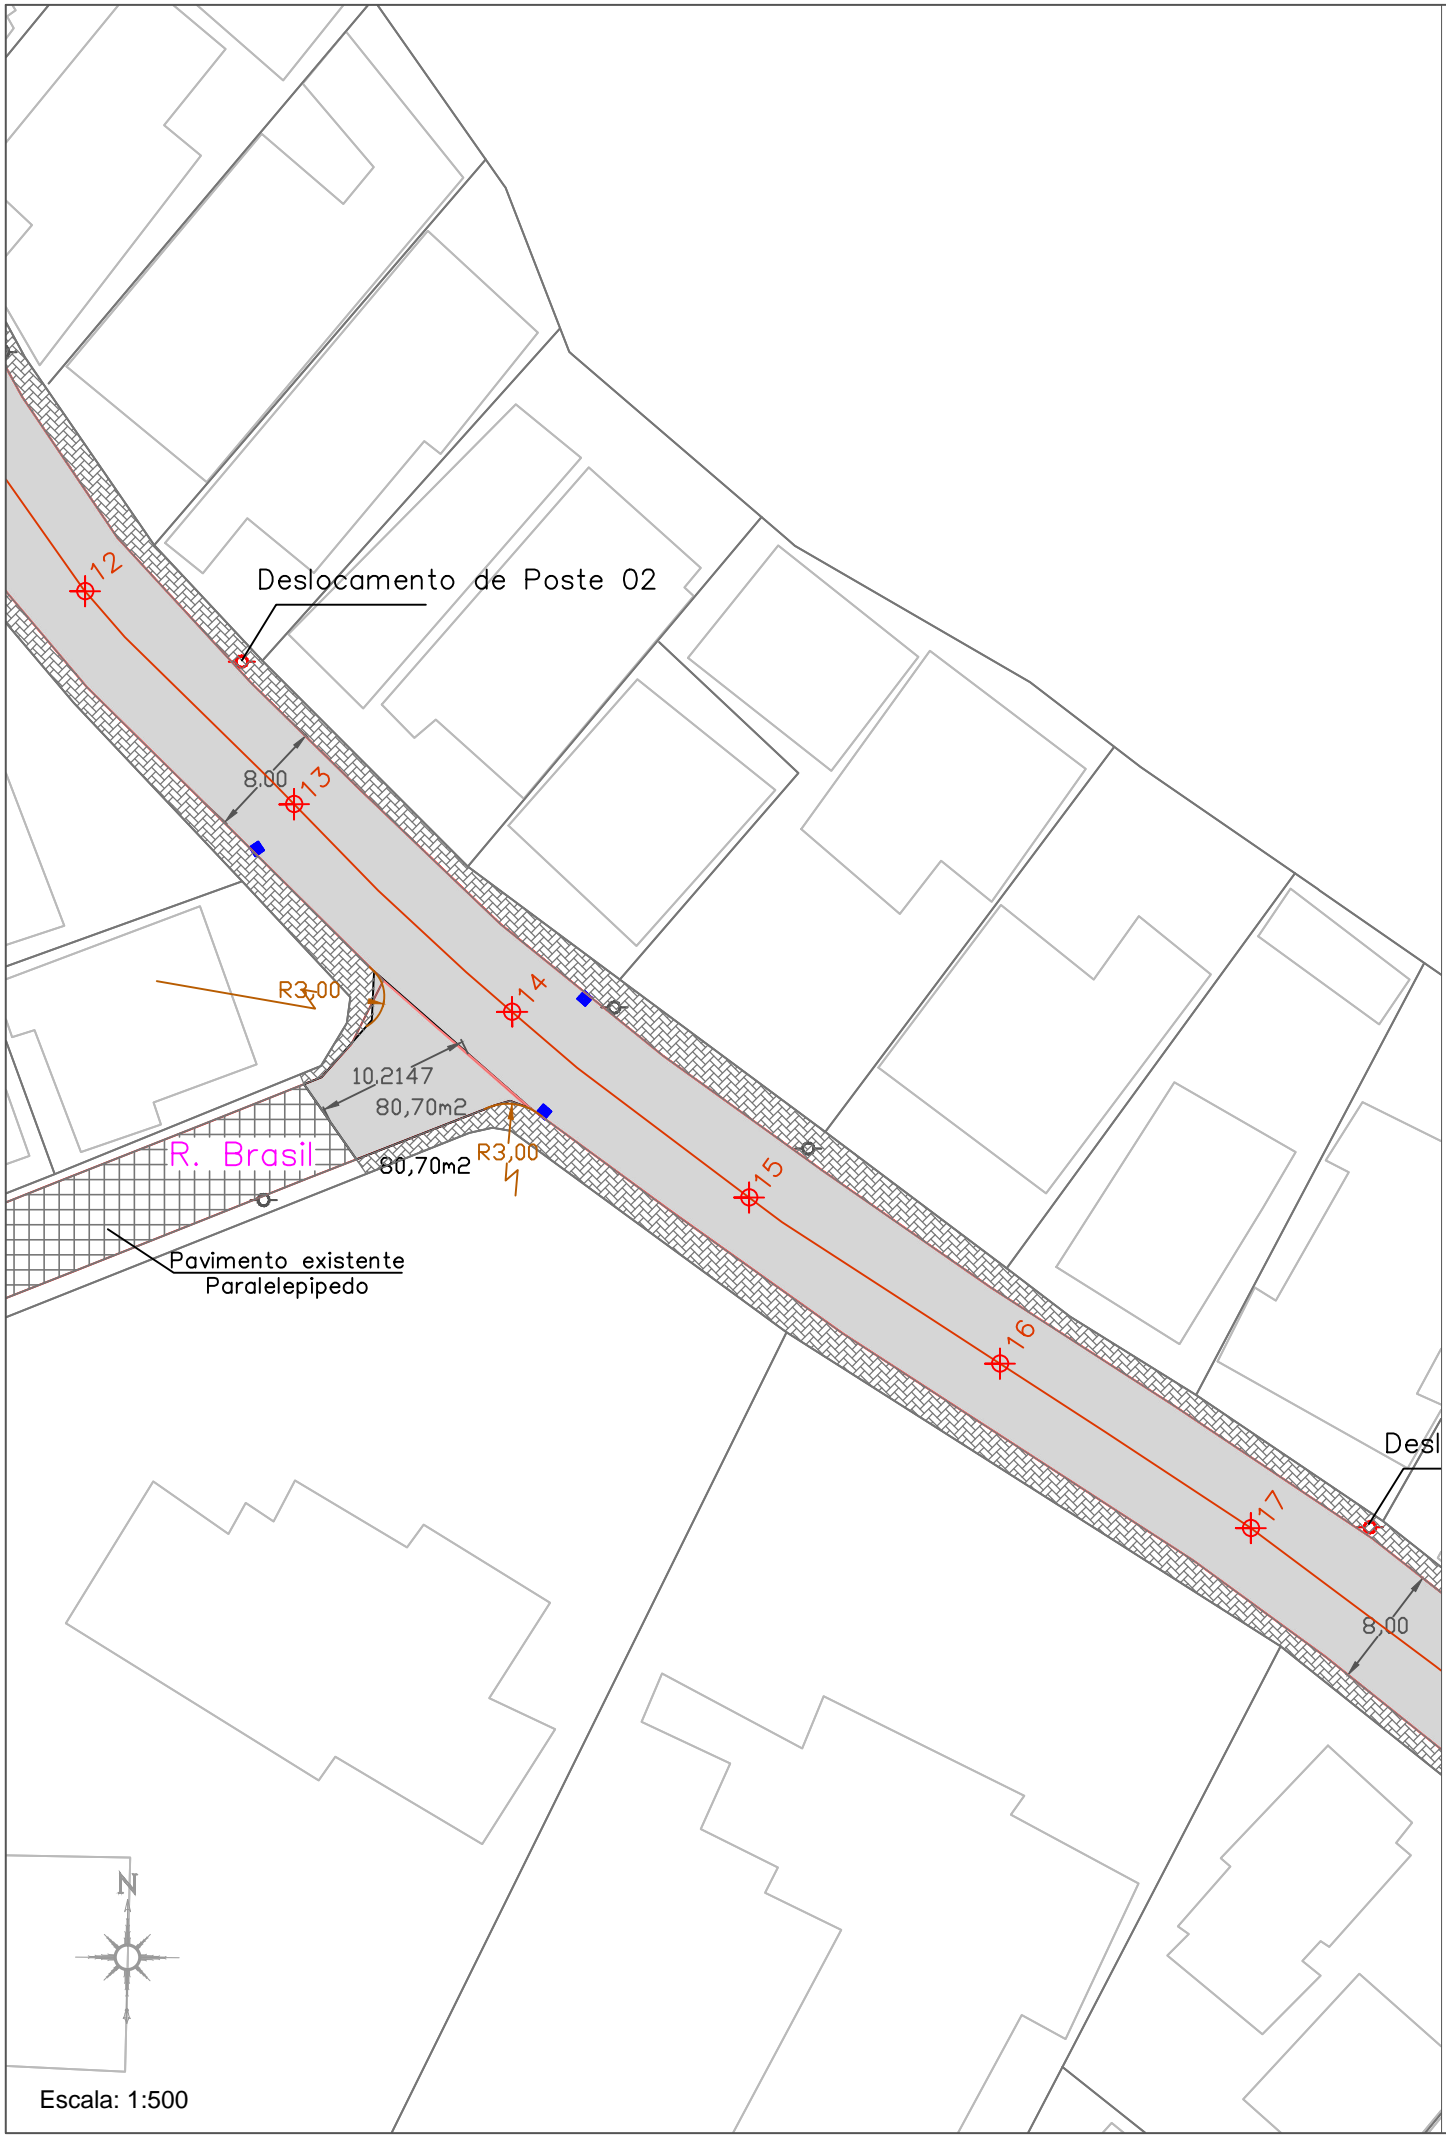 12
Deslocamento de Poste 02
8.00
13
R3,00
14
10,2147
80,70m2
R. Brasil
80,70m2
R3,00
15
Pavimento existente
Paralelepipedo
16
Desl
17
8,00
N
Escala: 1:500